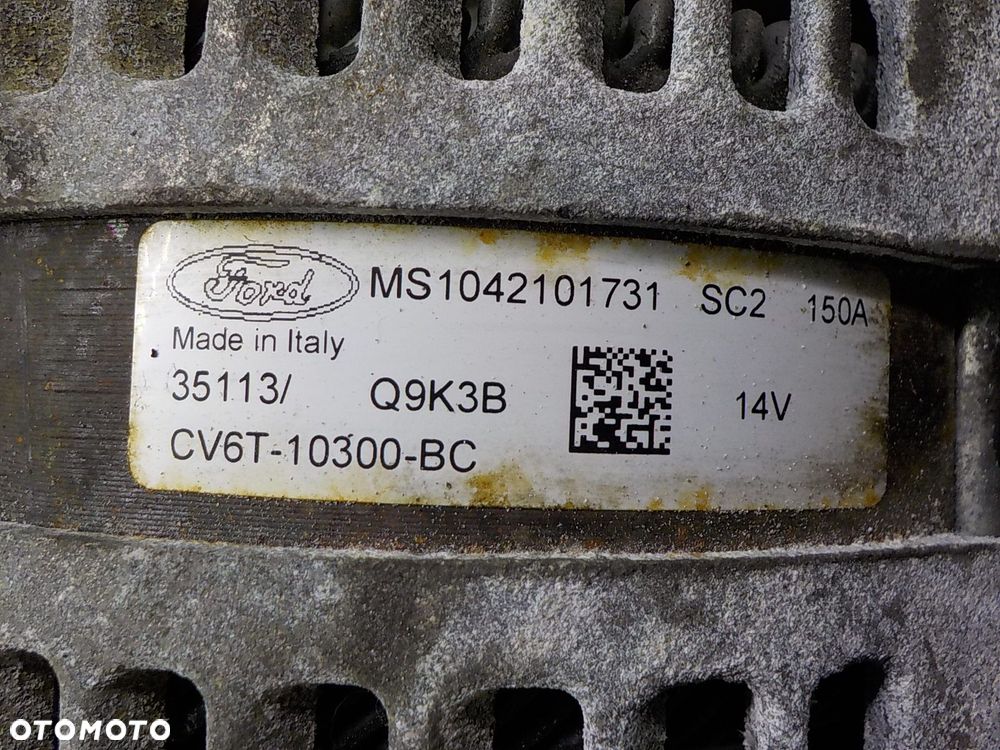 Ford MS1042101731 SC2 150A
Made in Italy
35113/ Q9K3B 14V
CV6T-10300-BC
OTOMOTO